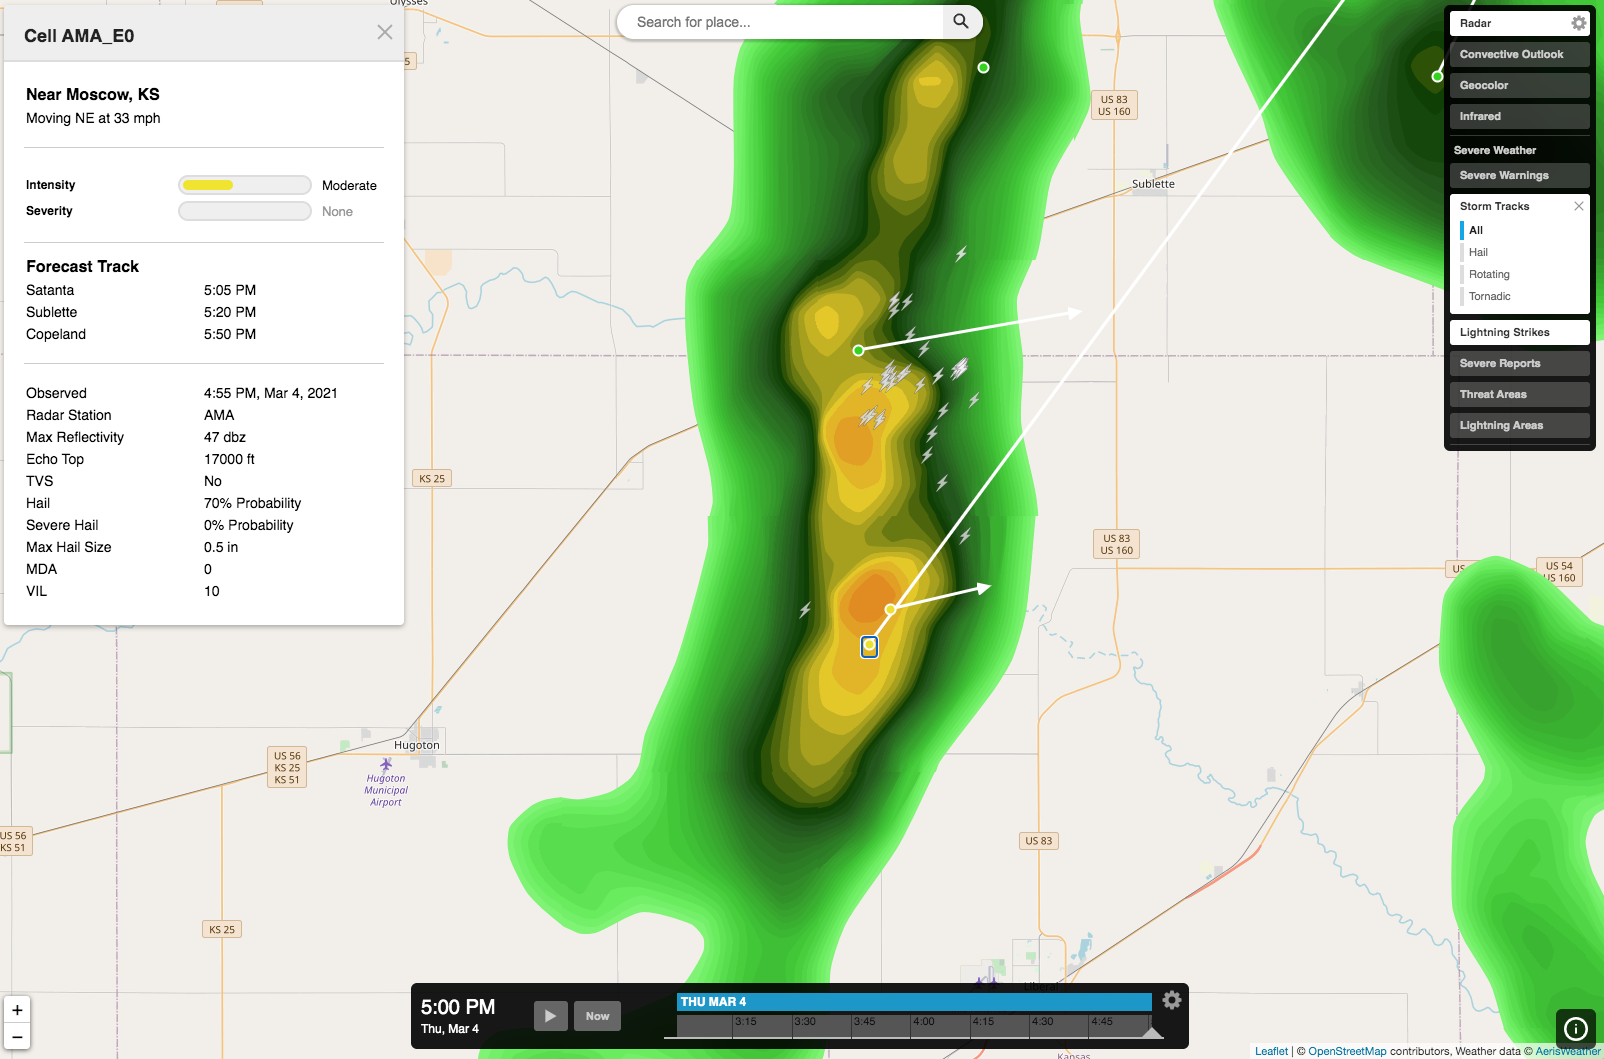 Ulysses
Cell AMA_E0
Near Moscow, KS
Moving NE at 33 mph
Intensity Moderate
Severity None
Forecast Track
Satanta 5:05 PM
Sublette 5:20 PM
Copeland 5:50 PM
Observed 4:55 PM, Mar 4, 2021
Radar Station AMA
Max Reflectivity 47 dbz
Echo Top 17000 ft
TVS No
Hail 70% Probability
Severe Hail 0% Probability
Max Hail Size 0.5 in
MDA 0
VIL 10
Search for place...
5
US 83
US 160
Sublette
KS 25
US 83
US 160
US
US 54
US 160
Hugoton
US 56
KS 25
KS 51
Hugoton
Municipal
Airport
US 56
KS 51
US 83
KS 25
Liberal
Kansas
Radar
Convective Outlook
Geocolor
Infrared
Severe Weather
Severe Warnings
Storm Tracks
All
Hail
Rotating
Tornadic
Lightning Strikes
Severe Reports
Threat Areas
Lightning Areas
+
−
5:00 PM
Thu, Mar 4
Now
THU MAR 4
3:15 3:30 3:45 4:00 4:15 4:30 4:45
Leaflet | © OpenStreetMap contributors, Weather data © AerisWeather